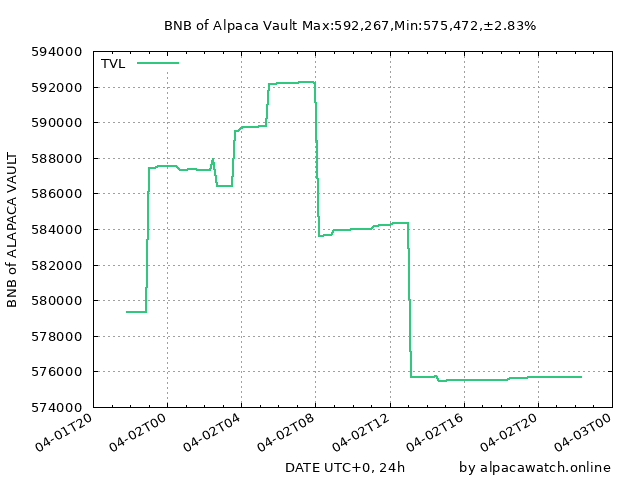 BNB of Alpaca Vault Max:592,267,Min:575,472,±2.83%
TVL
594000
592000
590000
588000
586000
584000
582000
580000
578000
576000
574000
BNB of ALAPACA VAULT
04-01T20
04-02T00
04-02T04
04-02T08
04-02T12
04-02T16
04-02T20
04-03T00
DATE UTC+0, 24h
by alpacawatch.online